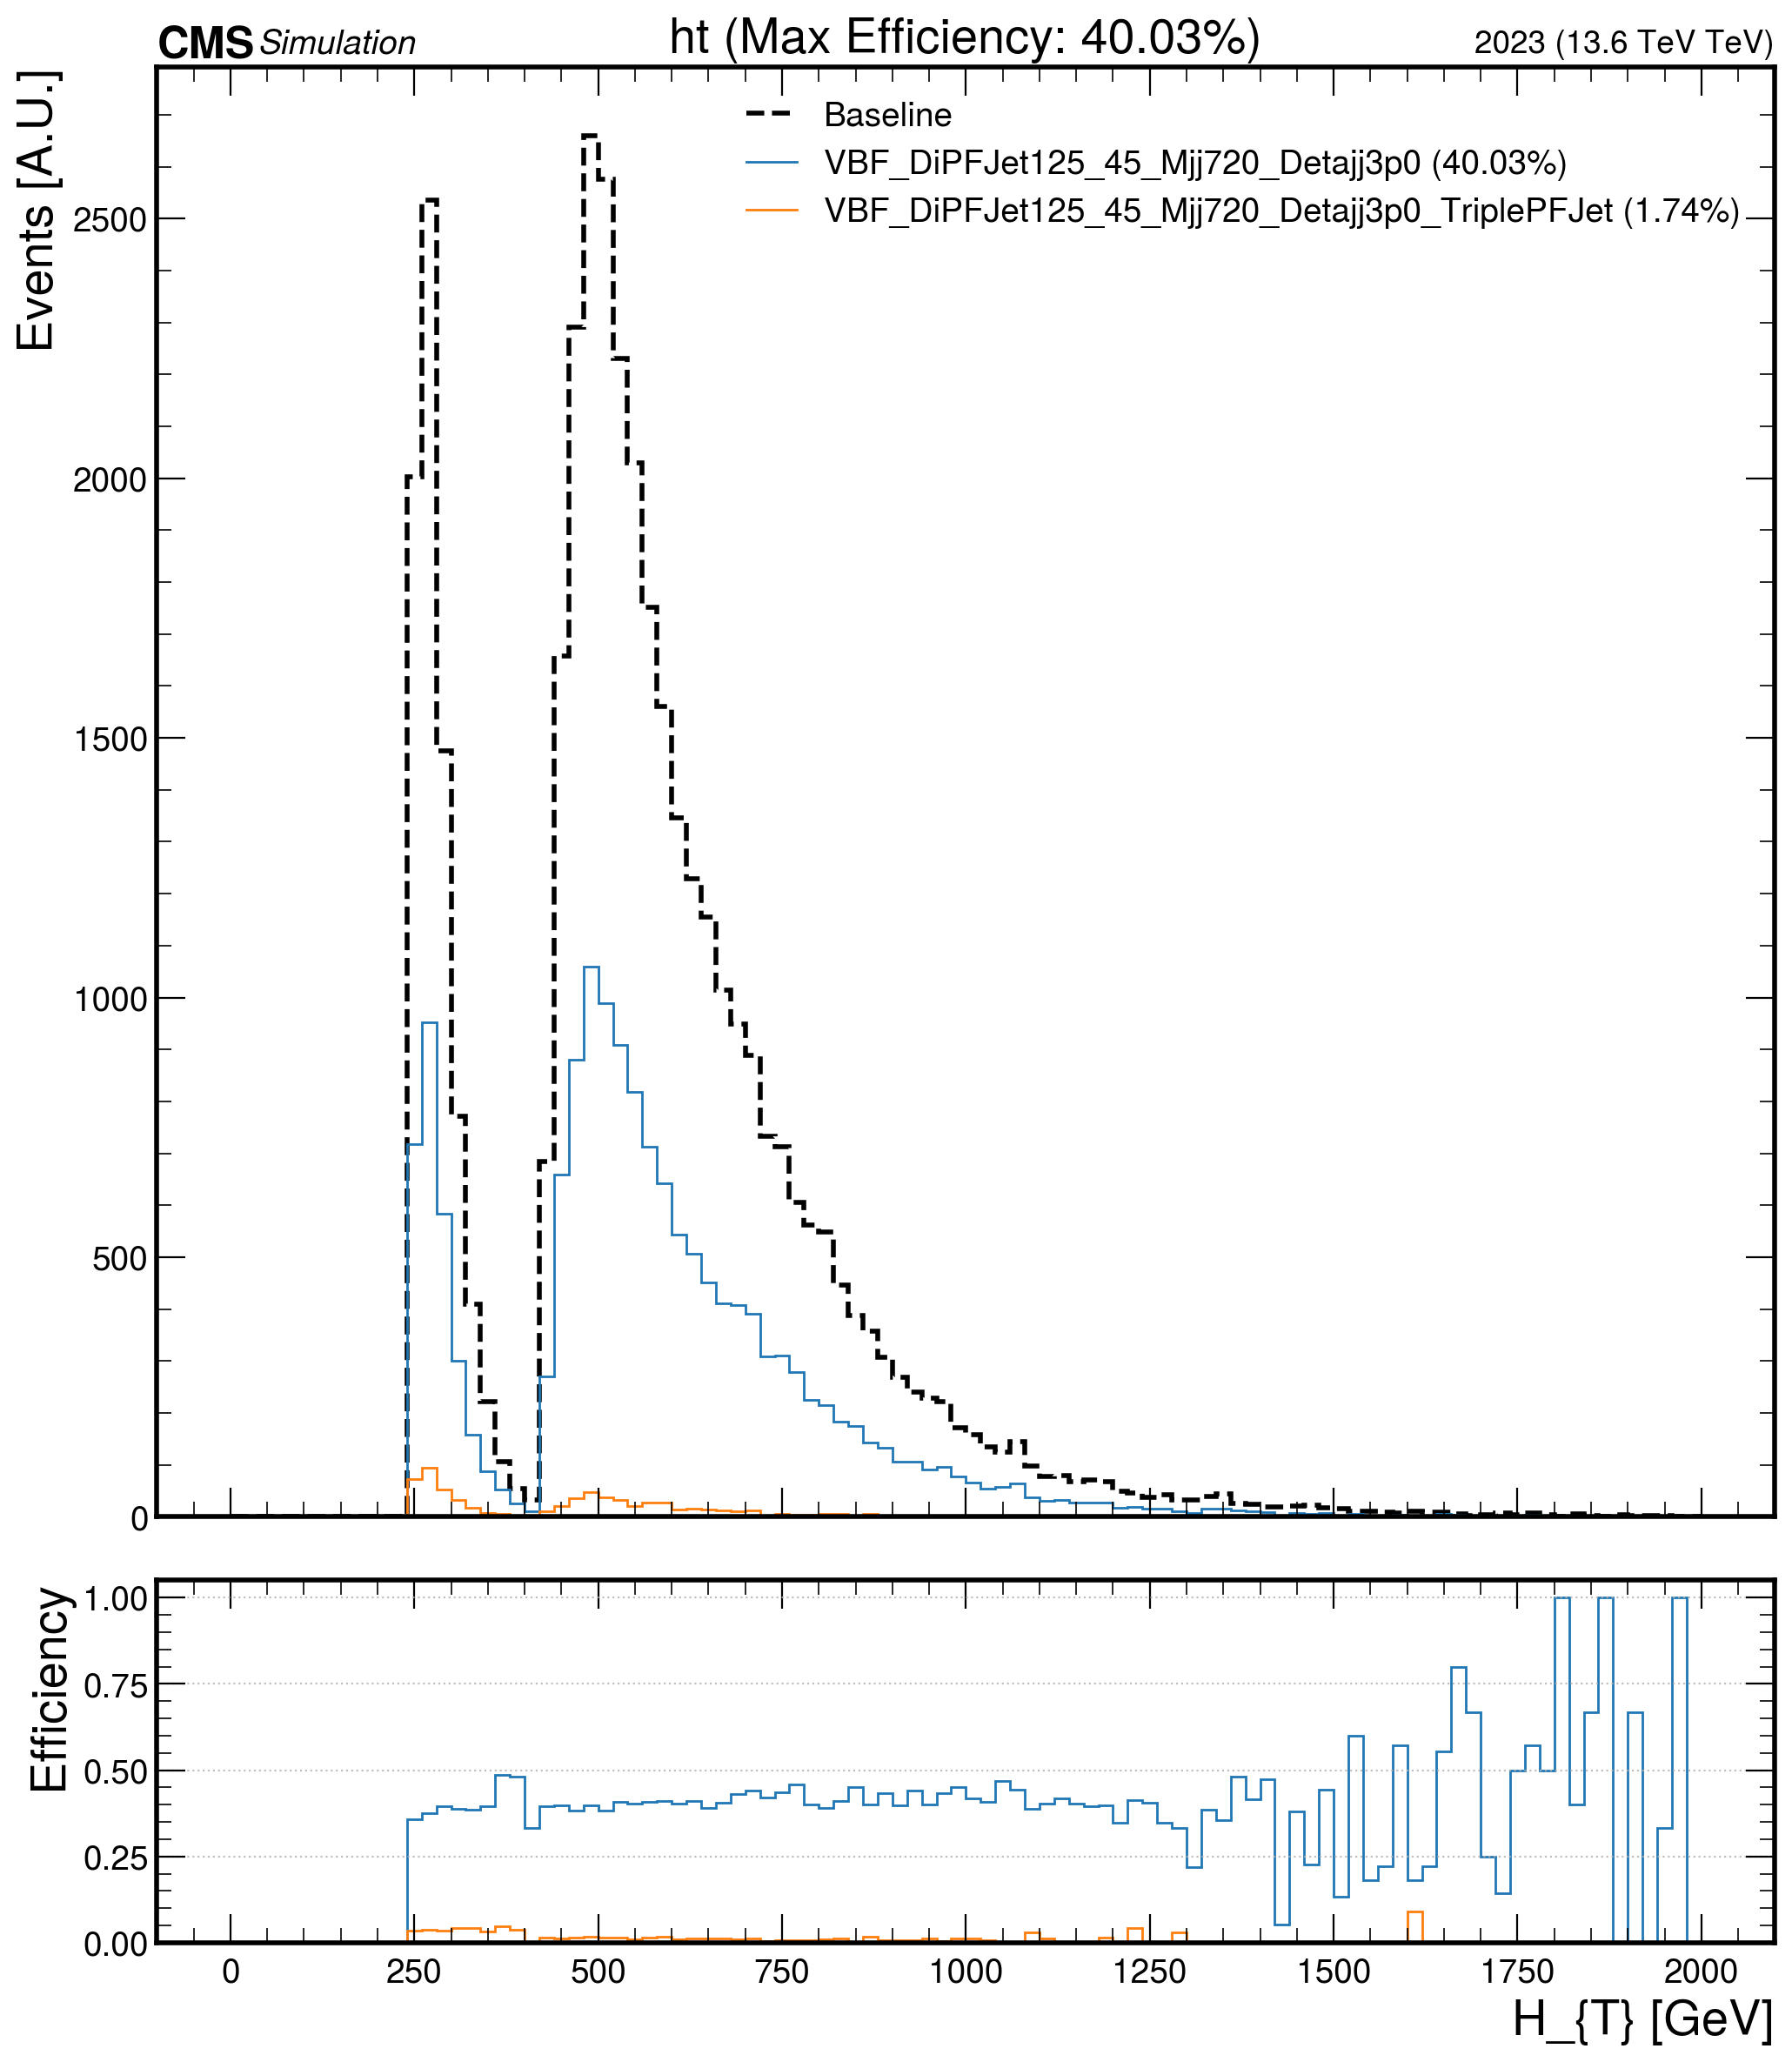 CMS Simulation ht (Max Efficiency: 40.03%) 2023 (13.6 TeV TeV)
Events [A.U.]
Baseline
VBF_DiPFJet125_45_Mjj720_Detajj3p0 (40.03%)
VBF_DiPFJet125_45_Mjj720_Detajj3p0_TriplePFJet (1.74%)
2500
2000
1500
1000
500
0
Efficiency
1.00
0.75
0.50
0.25
0.00
0 250 500 750 1000 1250 1500 1750 2000
H_{T} [GeV]